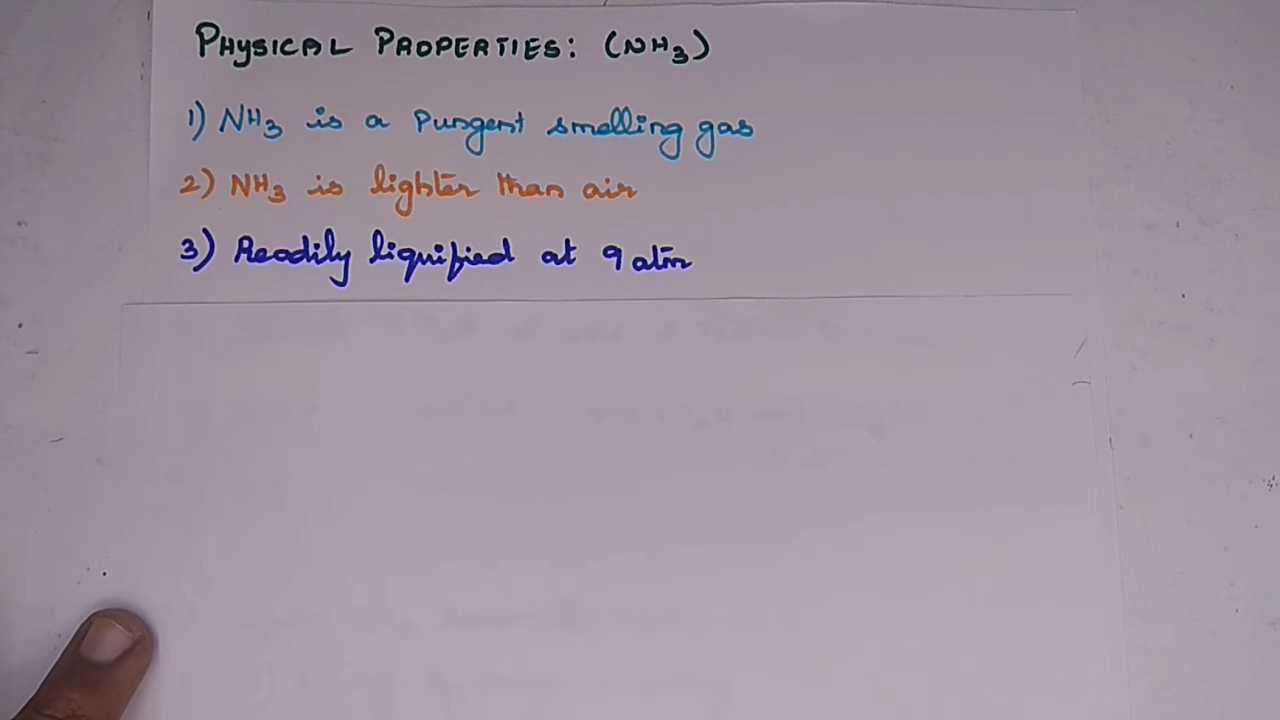 PHYSICAL PROPERTIES: (NH3)
1) NH3 is a Pungent smelling gas
2) NH3 is lighter than air
3) Readily liquified at 9 atm